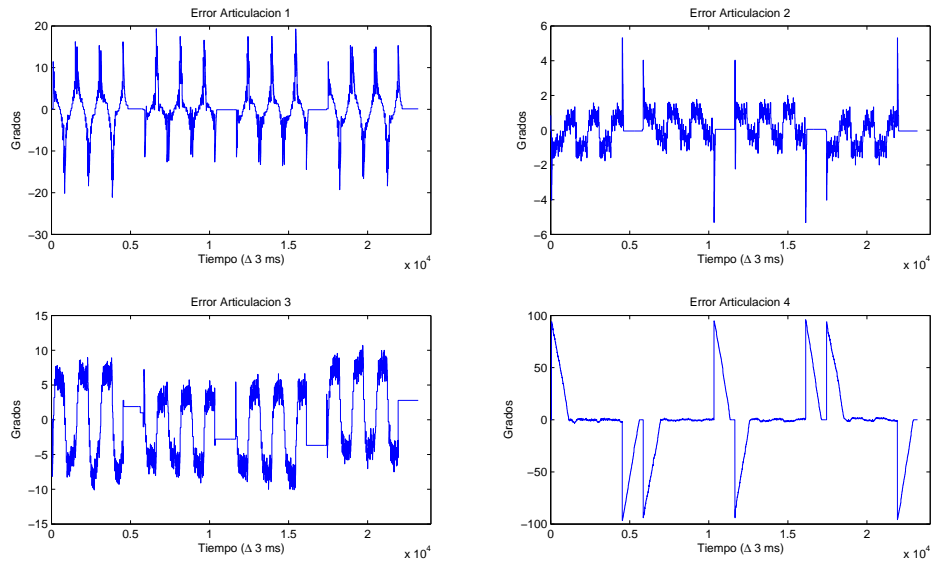 Error Articulacion 1
20
10
0
−10
−20
−30
Grados
0 0.5 1 1.5 2
x 10^4
Tiempo (Δ 3 ms)
Error Articulacion 2
6
4
2
0
−2
−4
−6
Grados
0 0.5 1 1.5 2
x 10^4
Tiempo (Δ 3 ms)
Error Articulacion 3
15
10
5
0
−5
−10
−15
Grados
0 0.5 1 1.5 2
x 10^4
Tiempo (Δ 3 ms)
Error Articulacion 4
100
50
0
−50
−100
Grados
0 0.5 1 1.5 2
x 10^4
Tiempo (Δ 3 ms)